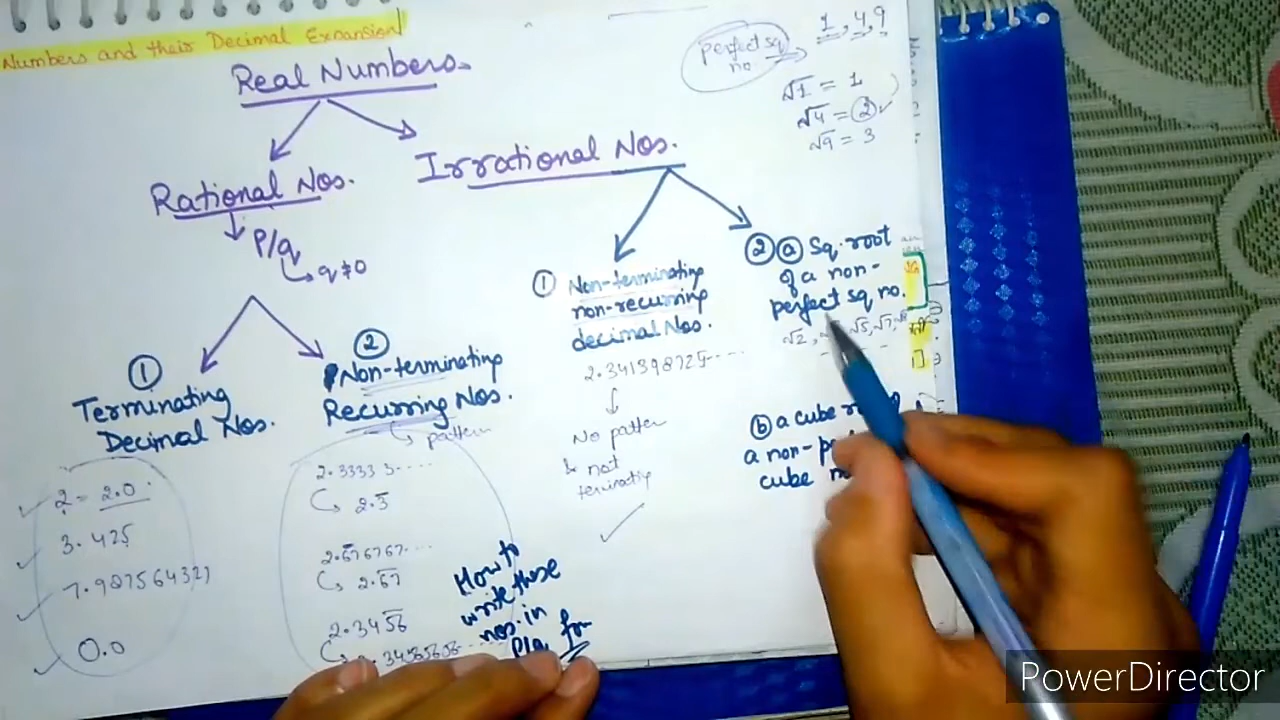 Numbers and their Decimal Expansion
Real Numbers
Rational Nos.
P/q
q≠0
①
Terminating
Decimal Nos.
2 = 2.0
3.425
7.987564321
0.0
②
Non-terminating
Recurring Nos.
pattern
2.33333....
2.3̅
2.676767...
2.6̅7̅
2.345̅6̅
How to
write these
nos. in
P/q for
Irrational Nos.
① Non-terminating
non-recurring
decimal Nos.
2.341398725.....
No pattern
& not
terminating
② ⓐ Sq. root
of a non-
perfect sq no.
√2, √5, √7,
ⓑ a cube
a non-
cube
perfect sq
no.
1, 4, 9
√1 = 1
√4 = 2
√9 = 3
PowerDirector